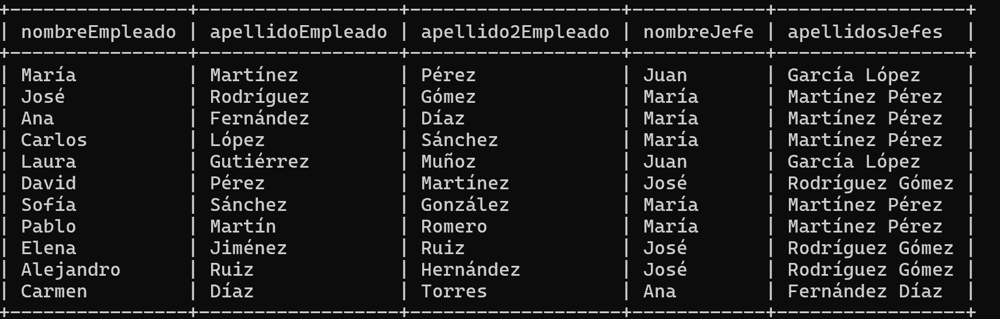 +----------------+------------------+-------------------+------------+-----------------+
| nombreEmpleado | apellidoEmpleado | apellido2Empleado | nombreJefe | apellidosJefes  |
+----------------+------------------+-------------------+------------+-----------------+
| María          | Martínez         | Pérez             | Juan       | García López    |
| José           | Rodríguez        | Gómez             | María      | Martínez Pérez  |
| Ana            | Fernández        | Díaz              | María      | Martínez Pérez  |
| Carlos         | López            | Sánchez           | María      | Martínez Pérez  |
| Laura          | Gutiérrez        | Muñoz             | Juan       | García López    |
| David          | Pérez            | Martínez          | José       | Rodríguez Gómez |
| Sofía          | Sánchez          | González          | María      | Martínez Pérez  |
| Pablo          | Martín           | Romero            | María      | Martínez Pérez  |
| Elena          | Jiménez          | Ruiz              | José       | Rodríguez Gómez |
| Alejandro      | Ruiz             | Hernández         | José       | Rodríguez Gómez |
| Carmen         | Díaz             | Torres            | Ana        | Fernández Díaz  |
+----------------+------------------+-------------------+------------+-----------------+